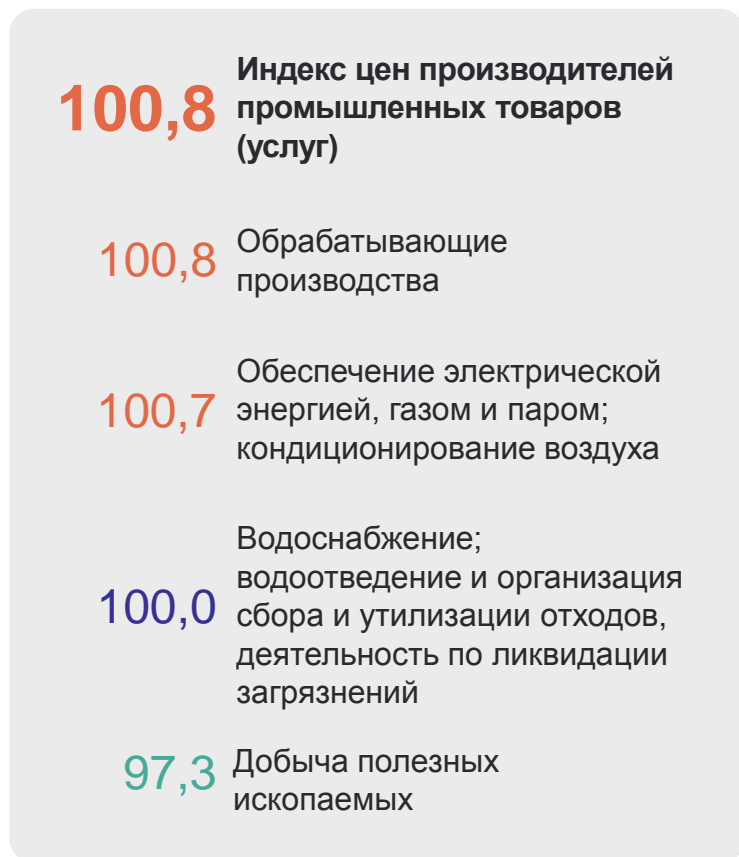 100,8
Индекс цен производителей
промышленных товаров
(услуг)
100,8
Обрабатывающие
производства
100,7
Обеспечение электрической
энергией, газом и паром;
кондиционирование воздуха
100,0
Водоснабжение;
водоотведение и организация
сбора и утилизации отходов,
деятельность по ликвидации
загрязнений
97,3
Добыча полезных
ископаемых